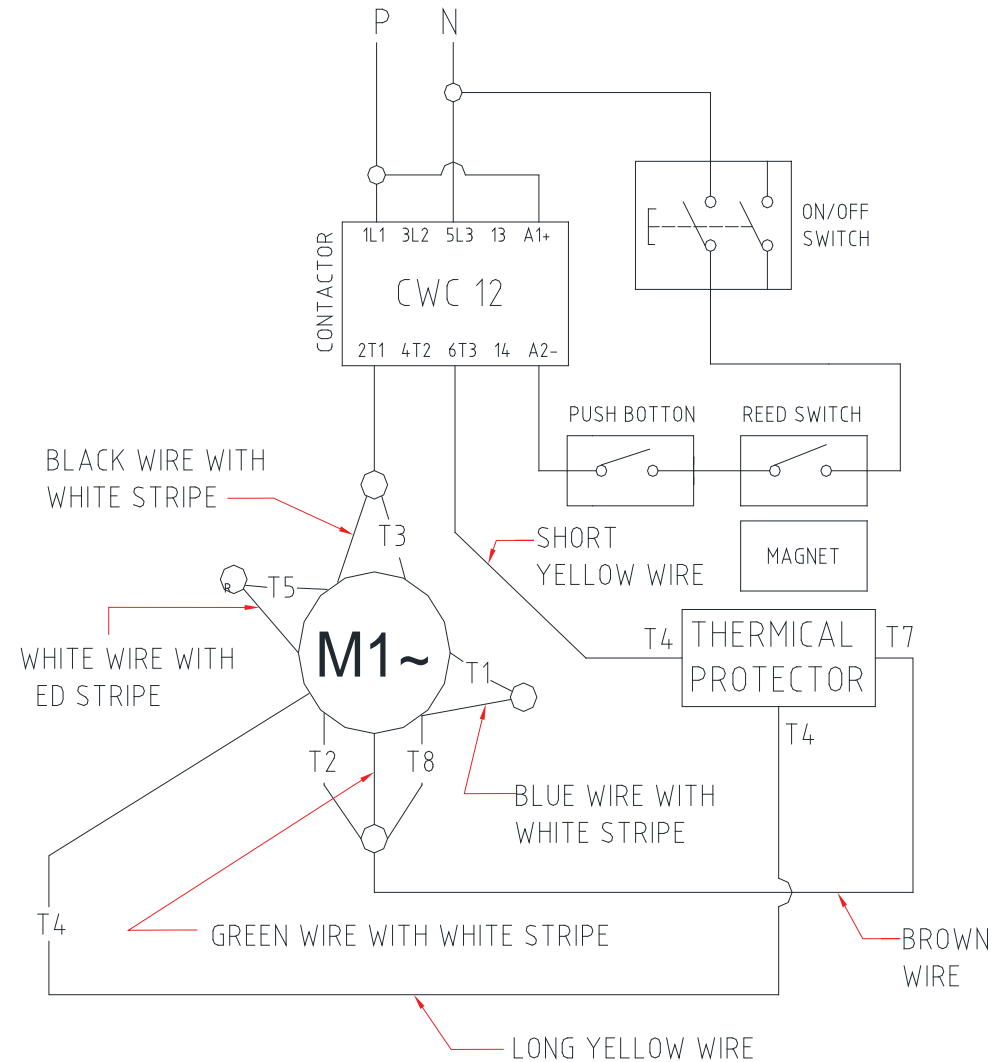 P
N
1L1 3L2 5L3 13 A1+
CONTACTOR
CWC 12
2T1 4T2 6T3 14 A2-
ON/OFF
SWITCH
PUSH BOTTON
REED SWITCH
MAGNET
BLACK WIRE WITH
WHITE STRIPE
T3
SHORT
YELLOW WIRE
R
T5
WHITE WIRE WITH
ED STRIPE
M1~
T1
T4
THERMICAL
PROTECTOR
T7
T4
T2
T8
BLUE WIRE WITH
WHITE STRIPE
T4
GREEN WIRE WITH WHITE STRIPE
BROWN
WIRE
LONG YELLOW WIRE